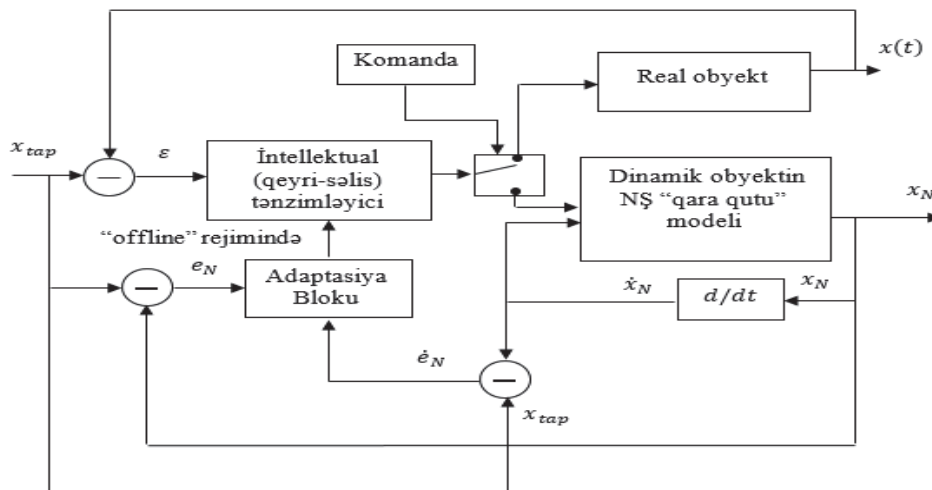 x(t)
Komanda
Real obyekt
x_tap
ε
İntellektual
(qeyri-səlis)
tənzimləyici
Dinamik obyektin
NŞ “qara qutu”
modeli
x_N
“offline” rejimində
e_N
Adaptasiya
Bloku
ẋ_N
d/dt
x_N
ė_N
x_tap